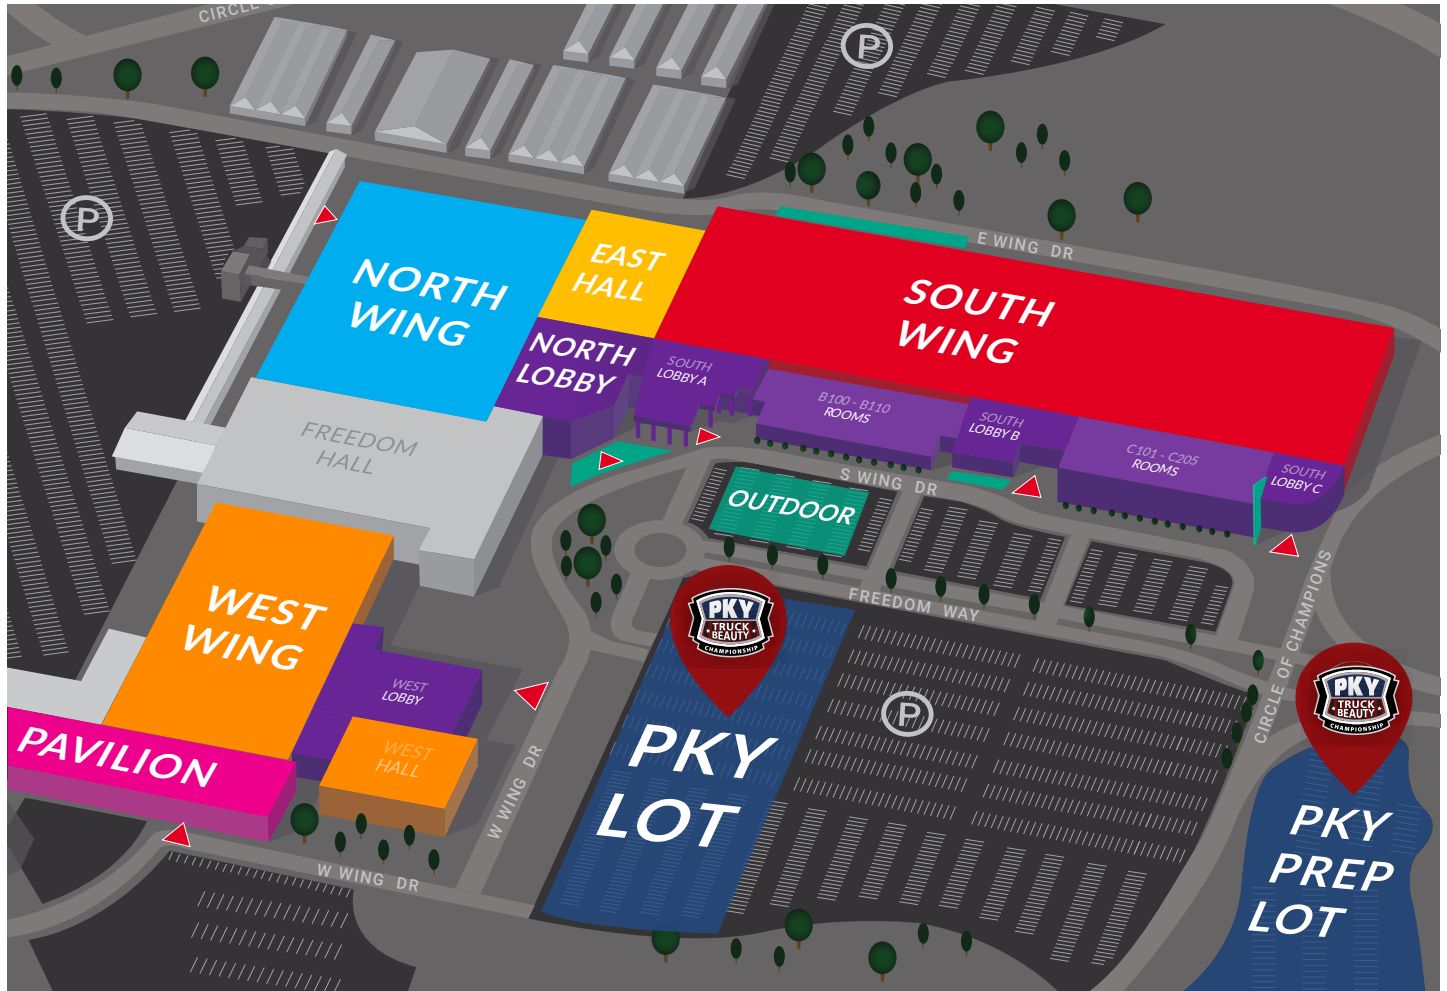 CIRCLE
P
P
E WING DR
NORTH
WING
EAST
HALL
SOUTH
WING
NORTH
LOBBY
SOUTH
LOBBY A
B100 - B110
ROOMS
SOUTH
LOBBY B
C101 - C205
ROOMS
SOUTH
LOBBY C
FREEDOM
HALL
S WING DR
OUTDOOR
FREEDOM WAY
CIRCLE OF CHAMPIONS
WEST
WING
PKY
TRUCK
BEAUTY
CHAMPIONSHIP
WEST
LOBBY
P
PKY
TRUCK
BEAUTY
CHAMPIONSHIP
PAVILION
WEST
HALL
W WING DR
PKY
LOT
PKY
PREP
LOT
W WING DR